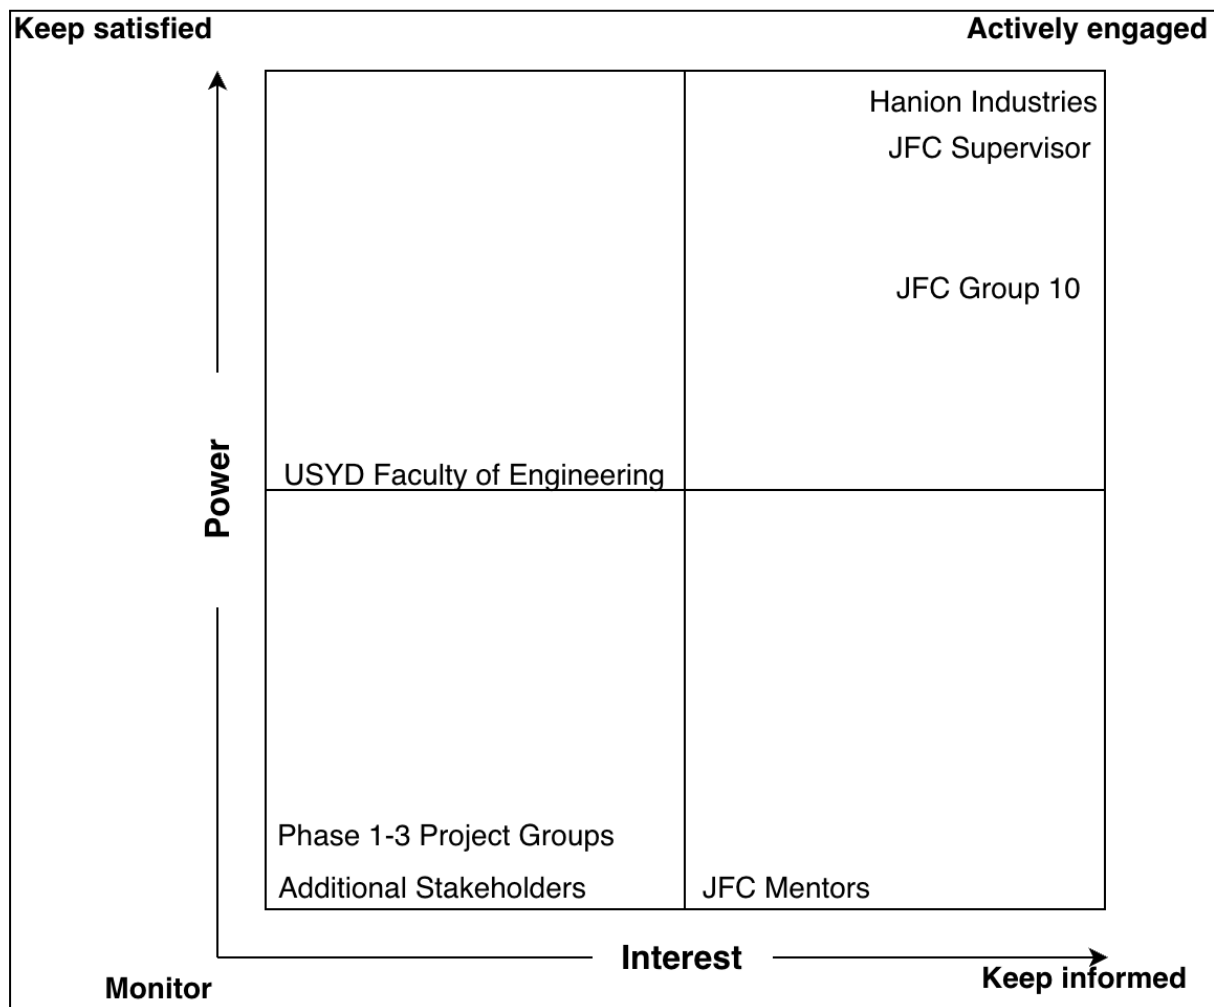 Keep satisfied
Actively engaged
Hanion Industries
JFC Supervisor
JFC Group 10
Power
USYD Faculty of Engineering
Phase 1-3 Project Groups
Additional Stakeholders
JFC Mentors
Interest
Keep informed
Monitor